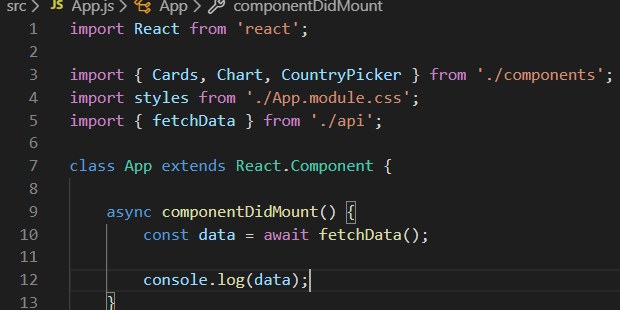 src > JS App.js > App > componentDidMount
1 import React from 'react';
2
3 import { Cards, Chart, CountryPicker } from './components';
4 import styles from './App.module.css';
5 import { fetchData } from './api';
6
7 class App extends React.Component {
8
9 async componentDidMount() {
10 const data = await fetchData();
11
12 console.log(data);
13 }